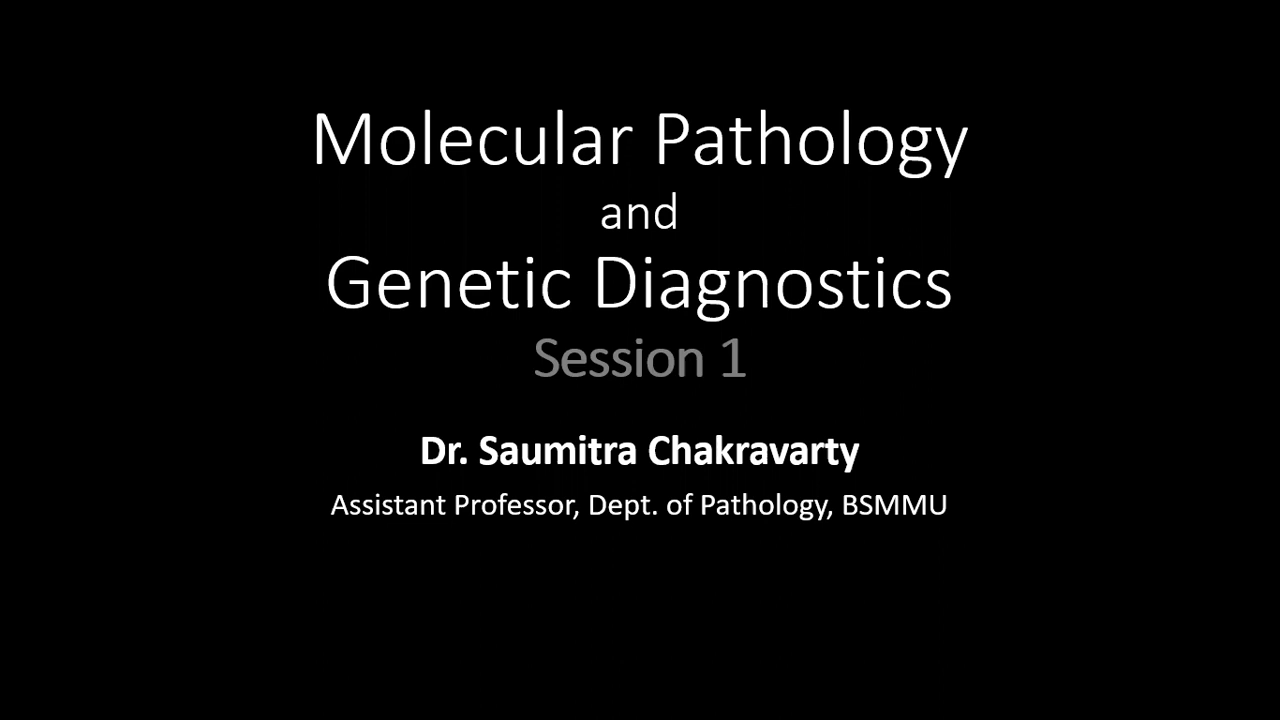 Molecular Pathology
and
Genetic Diagnostics
Session 1
Dr. Saumitra Chakravarty
Assistant Professor, Dept. of Pathology, BSMMU